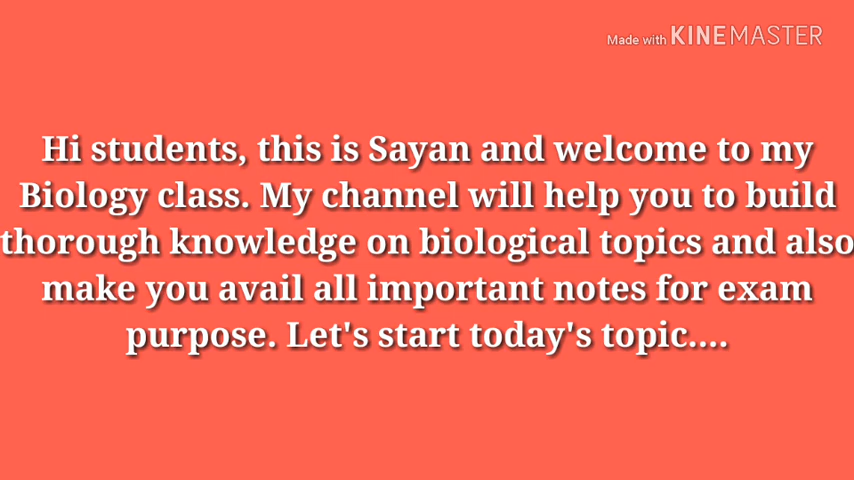 Made with KINEMASTER
Hi students, this is Sayan and welcome to my
Biology class. My channel will help you to build
thorough knowledge on biological topics and also
make you avail all important notes for exam
purpose. Let's start today's topic....